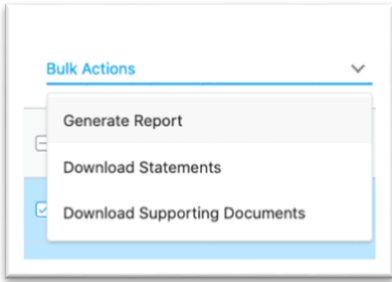 Bulk Actions
Generate Report
Download Statements
Download Supporting Documents